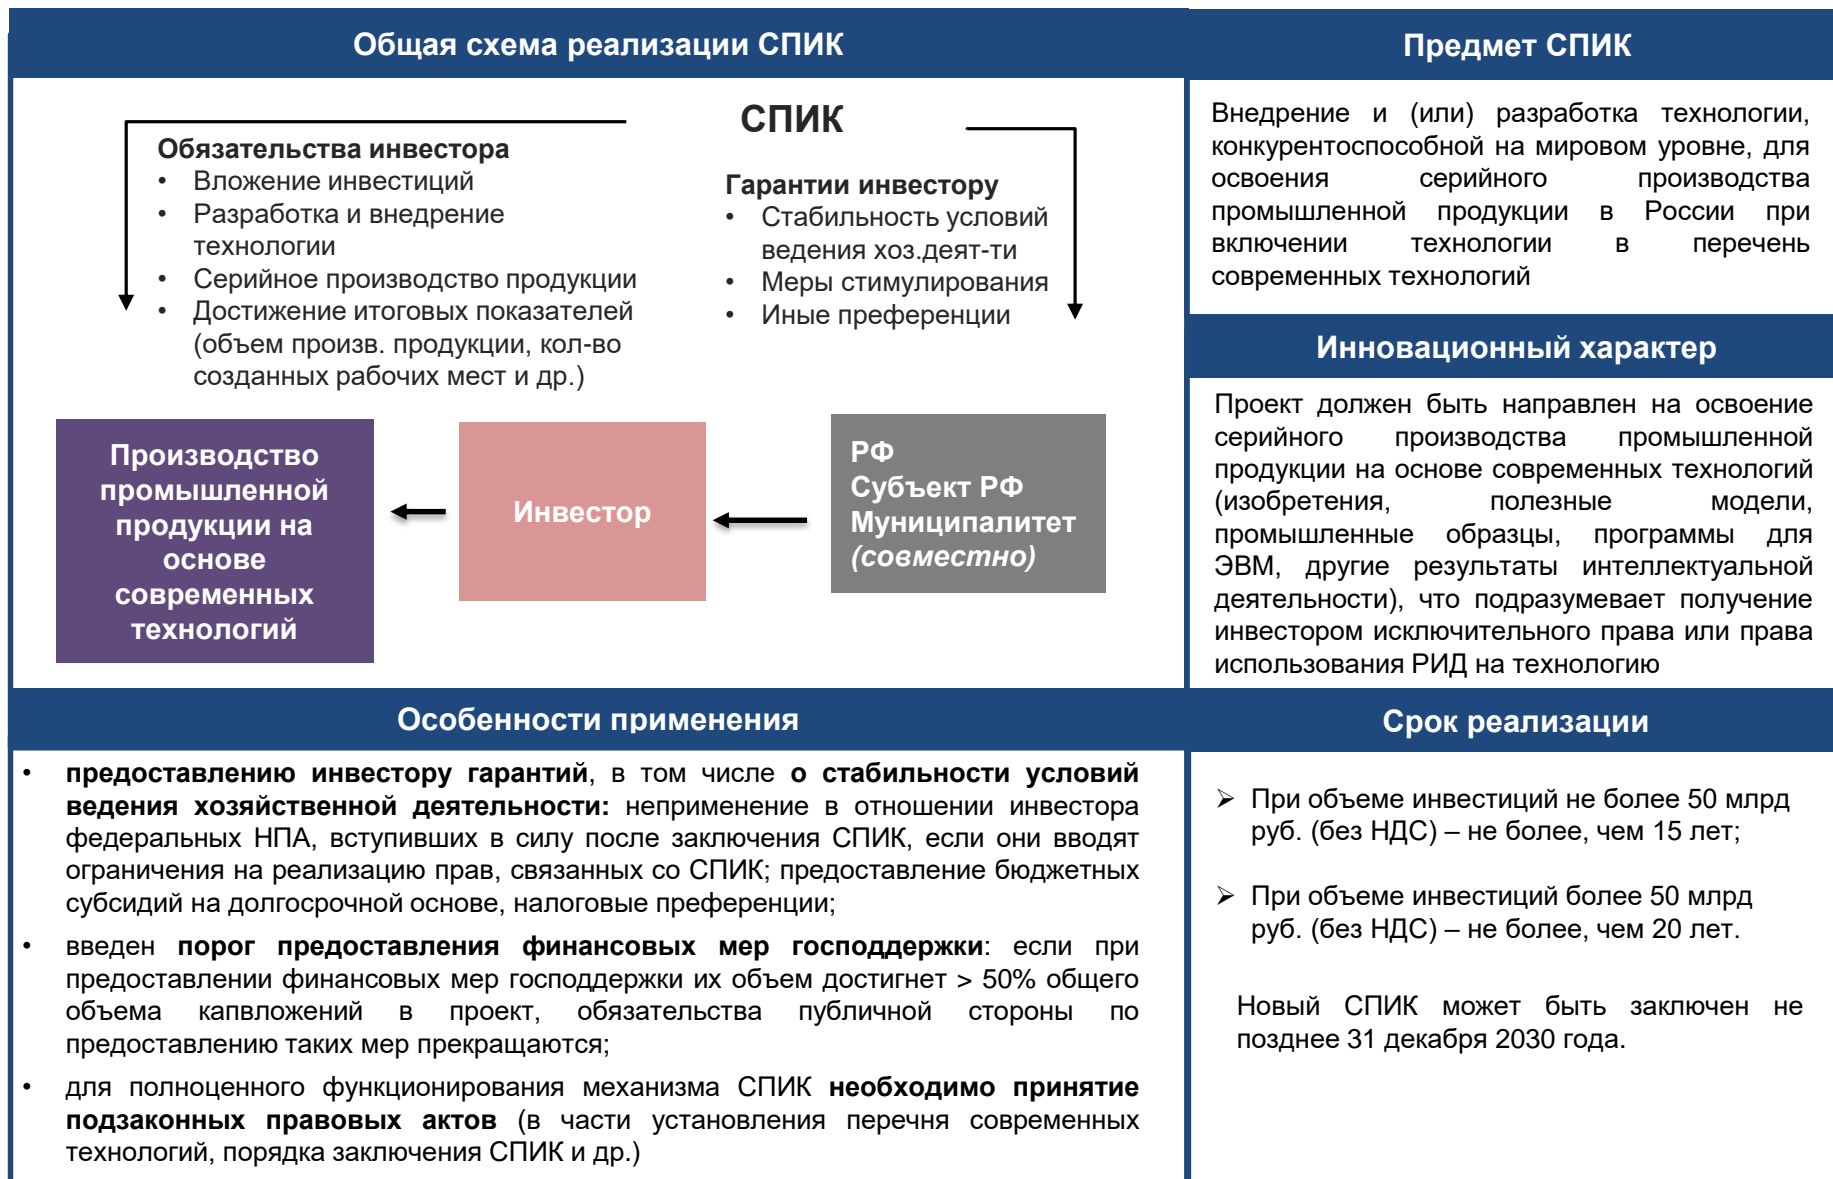 Общая схема реализации СПИК
СПИК
Обязательства инвестора
• Вложение инвестиций
• Разработка и внедрение
технологии
• Серийное производство продукции
• Достижение итоговых показателей
(объем произв. продукции, кол-во
созданных рабочих мест и др.)
Гарантии инвестору
• Стабильность условий
ведения хоз.деят-ти
• Меры стимулирования
• Иные преференции
Производство
промышленной
продукции на
основе
современных
технологий
Инвестор
РФ
Субъект РФ
Муниципалитет
(совместно)
Предмет СПИК
Внедрение и (или) разработка технологии,
конкурентоспособной на мировом уровне, для
освоения серийного производства
промышленной продукции в России при
включении технологии в перечень
современных технологий
Инновационный характер
Проект должен быть направлен на освоение
серийного производства промышленной
продукции на основе современных технологий
(изобретения, полезные модели,
промышленные образцы, программы для
ЭВМ, другие результаты интеллектуальной
деятельности), что подразумевает получение
инвестором исключительного права или права
использования РИД на технологию
Особенности применения
• предоставлению инвестору гарантий, в том числе о стабильности условий
ведения хозяйственной деятельности: неприменение в отношении инвестора
федеральных НПА, вступивших в силу после заключения СПИК, если они вводят
ограничения на реализацию прав, связанных со СПИК; предоставление бюджетных
субсидий на долгосрочной основе, налоговые преференции;
• введен порог предоставления финансовых мер господдержки: если при
предоставлении финансовых мер господдержки их объем достигнет > 50% общего
объема капвложений в проект, обязательства публичной стороны по
предоставлению таких мер прекращаются;
• для полноценного функционирования механизма СПИК необходимо принятие
подзаконных правовых актов (в части установления перечня современных
технологий, порядка заключения СПИК и др.)
Срок реализации
➢ При объеме инвестиций не более 50 млрд
руб. (без НДС) – не более, чем 15 лет;
➢ При объеме инвестиций более 50 млрд
руб. (без НДС) – не более, чем 20 лет.
Новый СПИК может быть заключен не
позднее 31 декабря 2030 года.